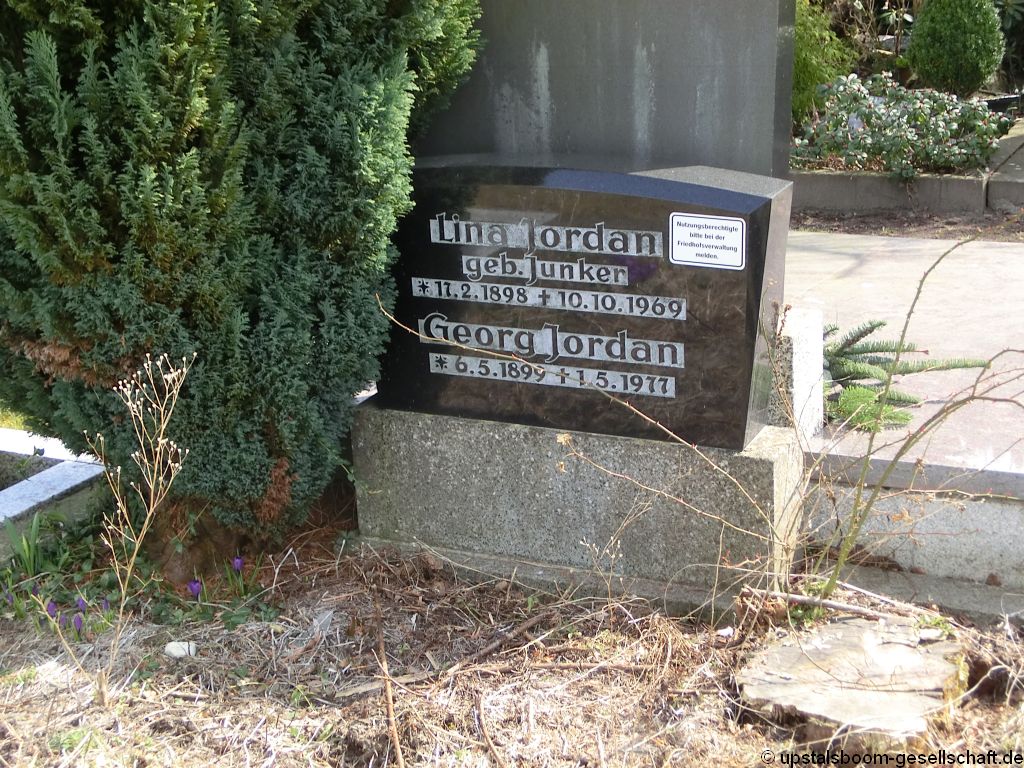 Lina Jordan
geb. Junker
* 17.2.1898 † 10.10.1969
Georg Jordan
* 6.5.1899 † 1.5.1977
Nutzungsberechtigte
bitte bei der
Friedhofsverwaltung
melden.
© upstalsboom-gesellschaft.de